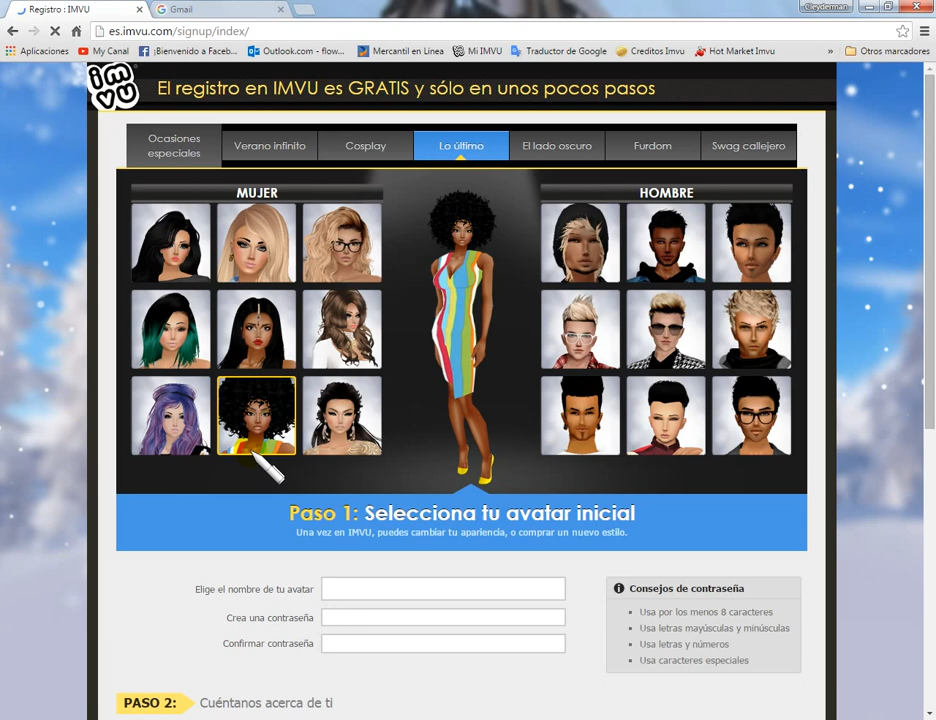 Registro : IMVU
Gmail
Cleyderman
es.imvu.com/signup/index/
Aplicaciones
My Canal
¡Bienvenido a Faceb...
Outlook.com - flow...
Mercantil en Línea
Mi IMVU
Traductor de Google
Creditos Imvu
Hot Market Imvu
»
Otros marcadores
imvu
El registro en IMVU es GRATIS y sólo en unos pocos pasos
Ocasiones
especiales
Verano infinito
Cosplay
Lo último
El lado oscuro
Furdom
Swag callejero
MUJER
HOMBRE
Paso 1: Selecciona tu avatar inicial
Una vez en IMVU, puedes cambiar tu apariencia, o comprar un nuevo estilo.
Elige el nombre de tu avatar
Crea una contraseña
Confirmar contraseña
Consejos de contraseña
Usa por los menos 8 caracteres
Usa letras mayúsculas y minúsculas
Usa letras y números
Usa caracteres especiales
PASO 2: Cuéntanos acerca de ti